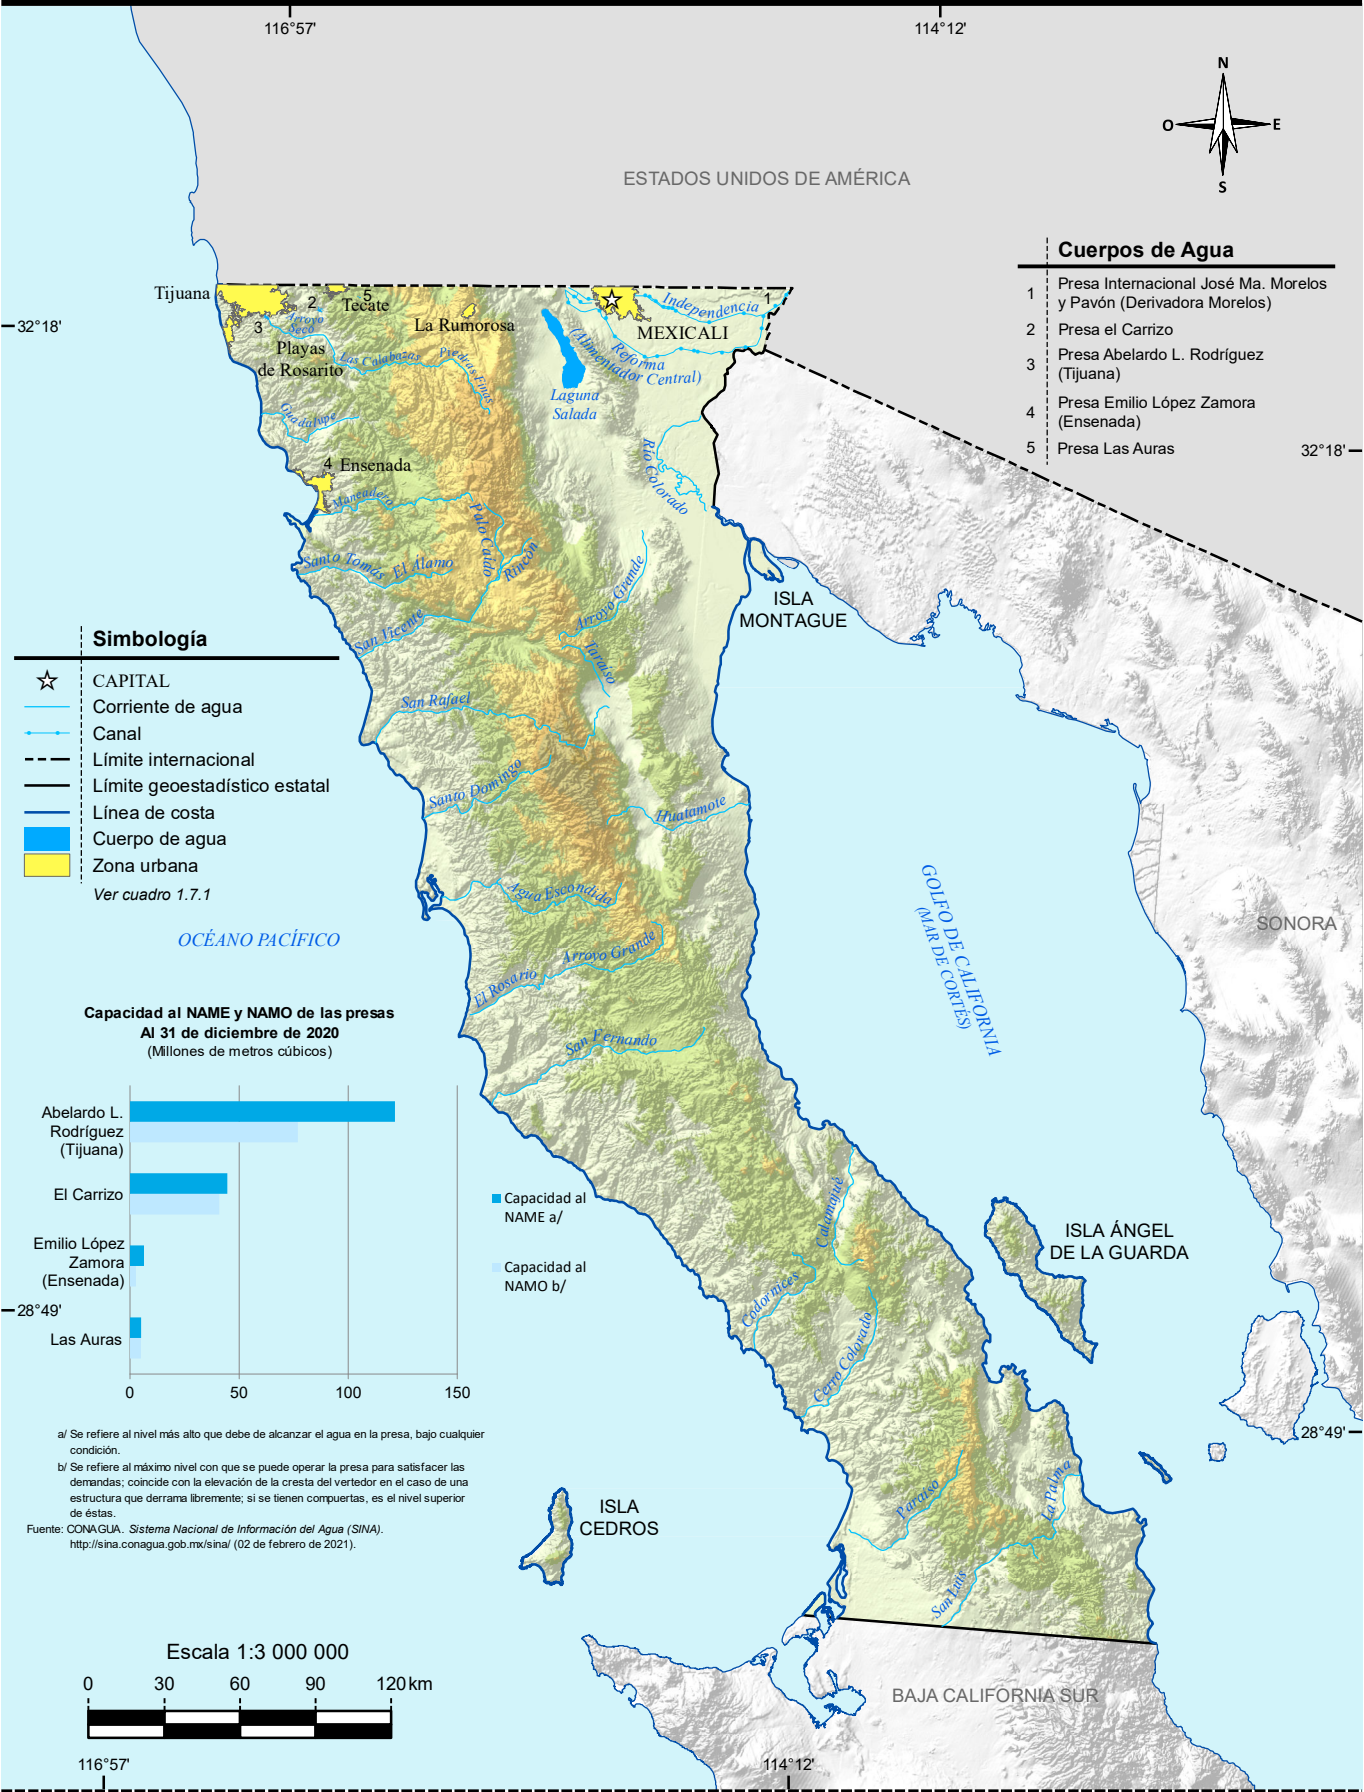 116°57'
114°12'
N
O
E
S
ESTADOS UNIDOS DE AMÉRICA
Cuerpos de Agua
1 Presa Internacional José Ma. Morelos
y Pavón (Derivadora Morelos)
2 Presa el Carrizo
3 Presa Abelardo L. Rodríguez
(Tijuana)
4 Presa Emilio López Zamora
(Ensenada)
5 Presa Las Auras
32°18'
32°18'
Tijuana
2
5
Tecate
Arroyo
Seco
3
La Rumorosa
Playas
de Rosarito
Las Calabazas
Piedras Finas
1
Independencia
MEXICALI
Reforma
(Alimentador Central)
Laguna
Salada
Guadalupe
4 Ensenada
Río Colorado
Maneadero
Palo Caído
Santo Tomás
El Álamo
Rincón
Arroyo Grande
San Vicente
Taraiso
ISLA
MONTAGUE
Simbología
CAPITAL
Corriente de agua
Canal
Límite internacional
Límite geoestadístico estatal
Línea de costa
Cuerpo de agua
Zona urbana
Ver cuadro 1.7.1
San Rafael
Santo Domingo
Huatamote
Agua Escondida
OCÉANO PACÍFICO
GOLFO DE CALIFORNIA
(MAR DE CORTÉS)
SONORA
Arroyo Grande
El Rosario
San Fernando
Capacidad al NAME y NAMO de las presas
Al 31 de diciembre de 2020
(Millones de metros cúbicos)
Abelardo L.
Rodríguez
(Tijuana)
El Carrizo
Emilio López
Zamora
(Ensenada)
Las Auras
0
50
100
150
Capacidad al
NAME a/
Capacidad al
NAMO b/
28°49'
Calamajué
Codornices
Cerro Colorado
ISLA ÁNGEL
DE LA GUARDA
28°49'
a/ Se refiere al nivel más alto que debe de alcanzar el agua en la presa, bajo cualquier
condición.
b/ Se refiere al máximo nivel con que se puede operar la presa para satisfacer las
demandas; coincide con la elevación de la cresta del vertedor en el caso de una
estructura que derrama libremente; si se tienen compuertas, es el nivel superior
de éstas.
Fuente: CONAGUA. Sistema Nacional de Información del Agua (SINA).
http://sina.conagua.gob.mx/sina/ (02 de febrero de 2021).
ISLA
CEDROS
Paraíso
La Palma
San Luis
BAJA CALIFORNIA SUR
Escala 1:3 000 000
0
30
60
90
120 km
116°57'
114°12'